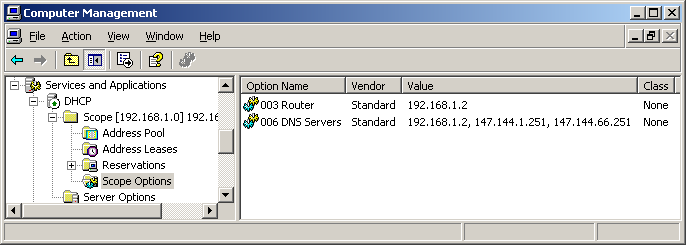 Computer Management
File Action View Window Help
Services and Applications
DHCP
Scope [192.168.1.0] 192.16
Address Pool
Address Leases
Reservations
Scope Options
Server Options
Option Name Vendor Value Class
003 Router Standard 192.168.1.2 None
006 DNS Servers Standard 192.168.1.2, 147.144.1.251, 147.144.66.251 None